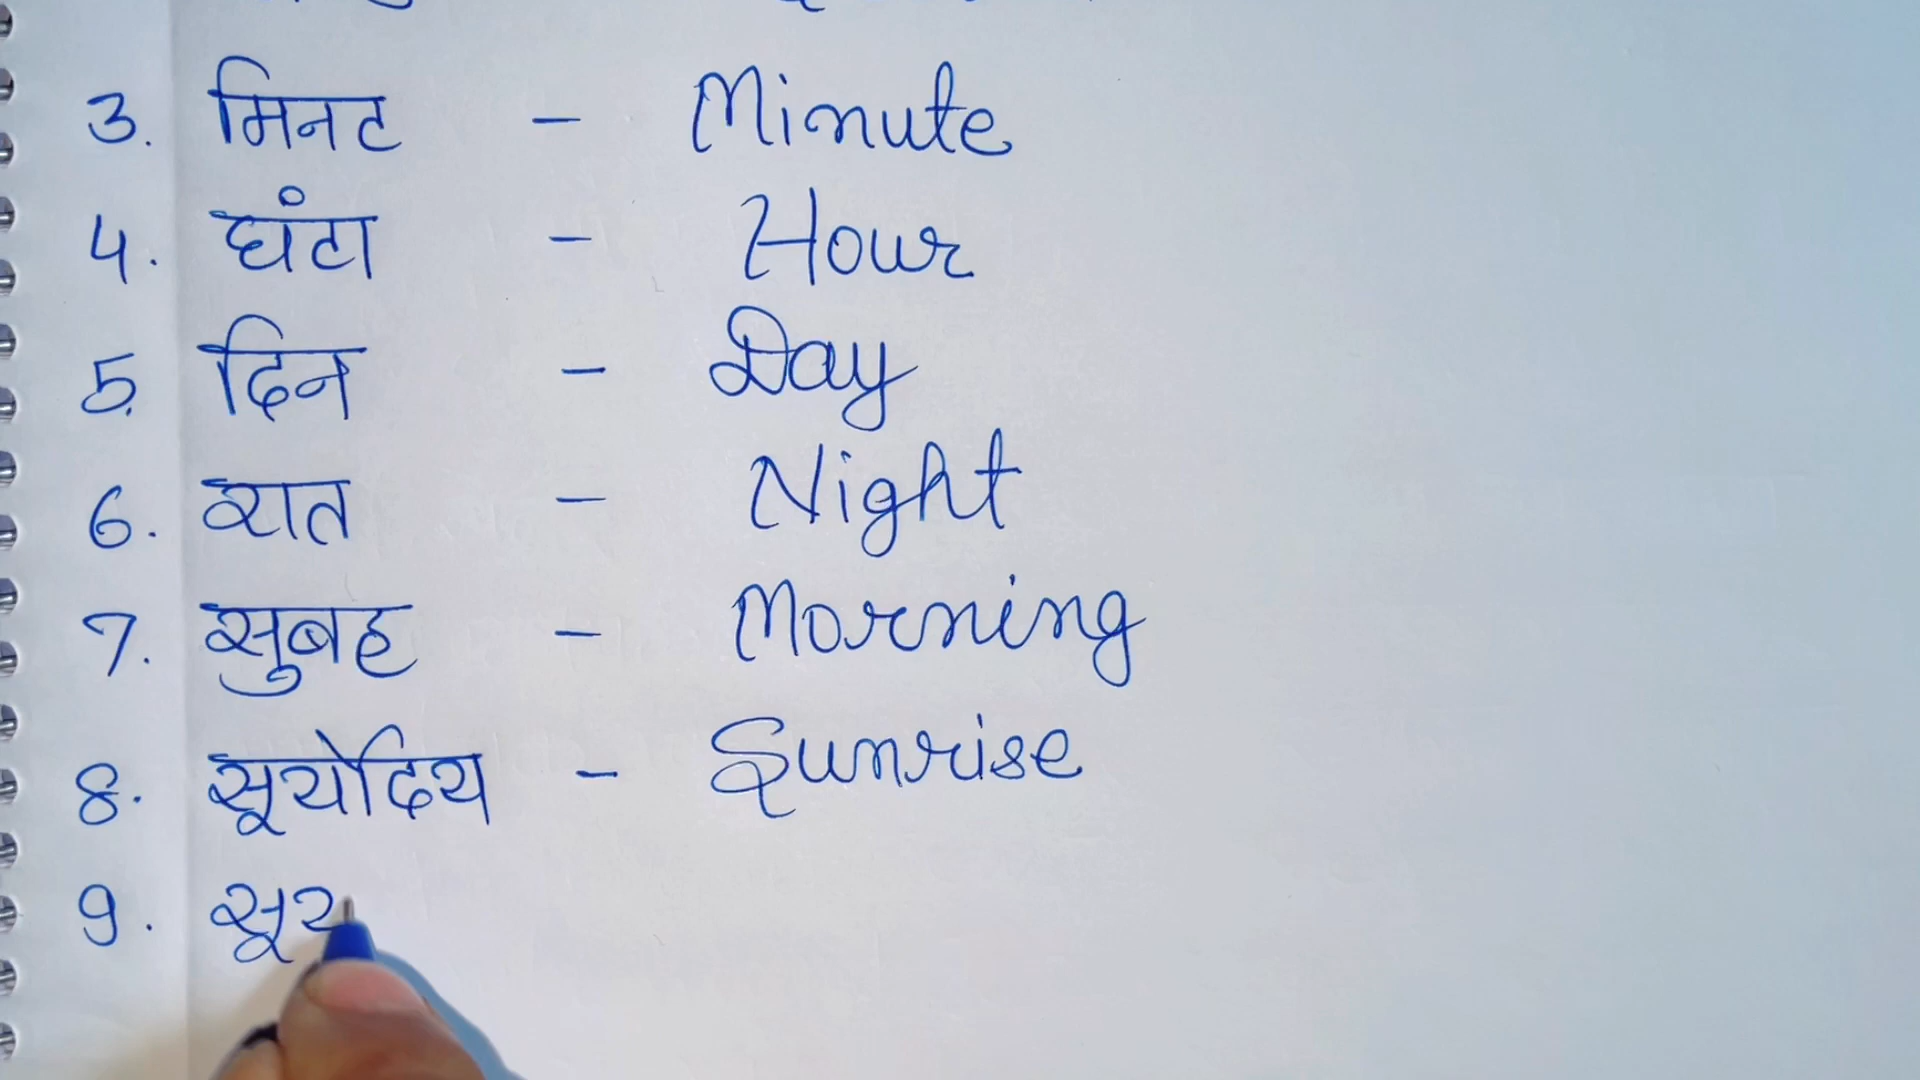 3. मिनट - Minute
4. घंटा - Hour
5. दिन - Day
6. रात - Night
7. सुबह - Morning
8. सूर्योदय - Sunrise
9. सूर